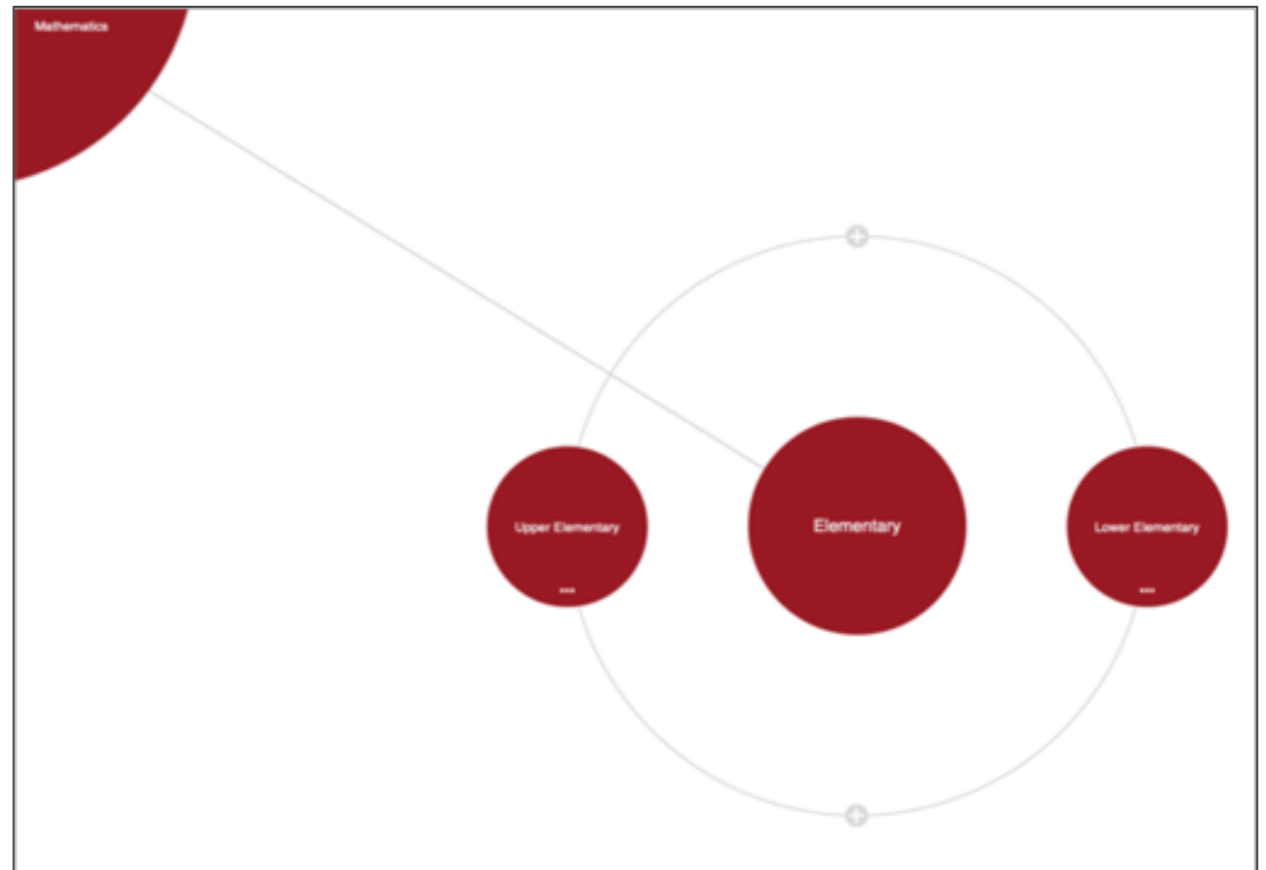 Mathematics
Upper Elementary
...
Elementary
Lower Elementary
...